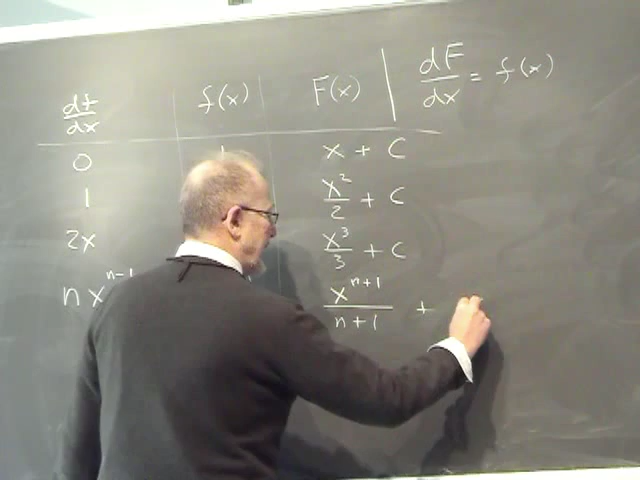 df/dx f(x) F(x) | dF/dx = f(x)
0 x + C
1 x²/2 + C
2x x³/3 + C
n xⁿ⁻¹ xⁿ⁺¹/n+1 +